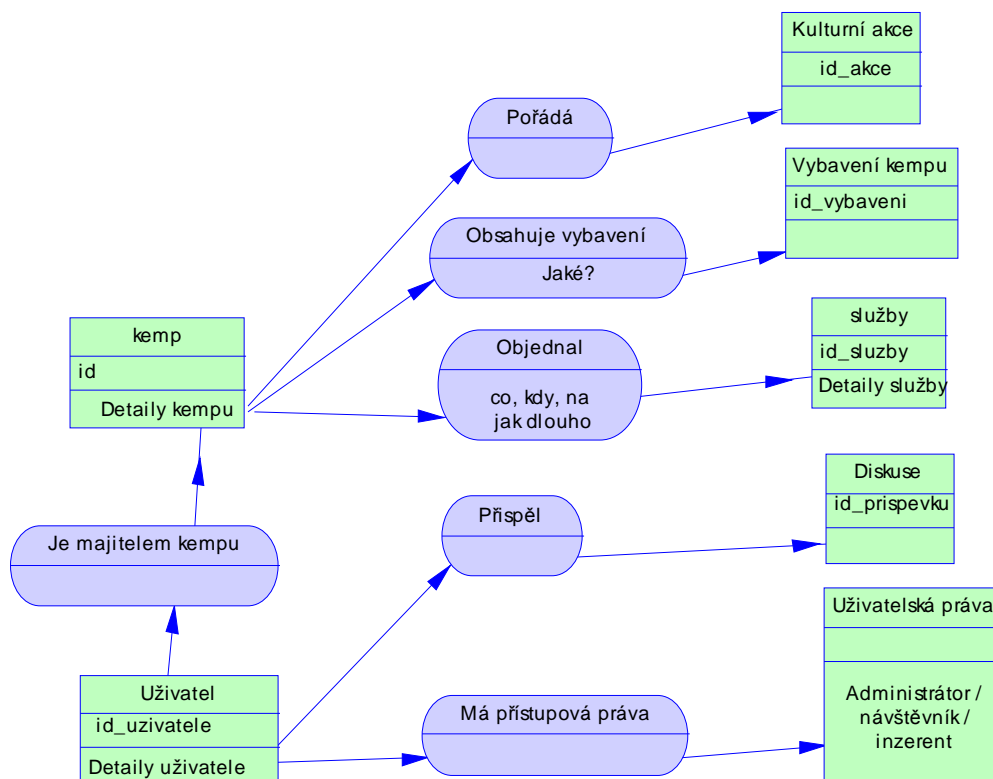 Kulturní akce
id_akce
Pořádá
Vybavení kempu
id_vybaveni
Obsahuje vybavení
Jaké?
kemp
id
Detaily kempu
Objednal
co, kdy, na
jak dlouho
služby
id_sluzby
Detaily služby
Diskuse
id_prispevku
Přispěl
Je majitelem kempu
Uživatelská práva
Administrátor /
návštěvník /
inzerent
Uživatel
id_uzivatele
Detaily uživatele
Má přístupová práva